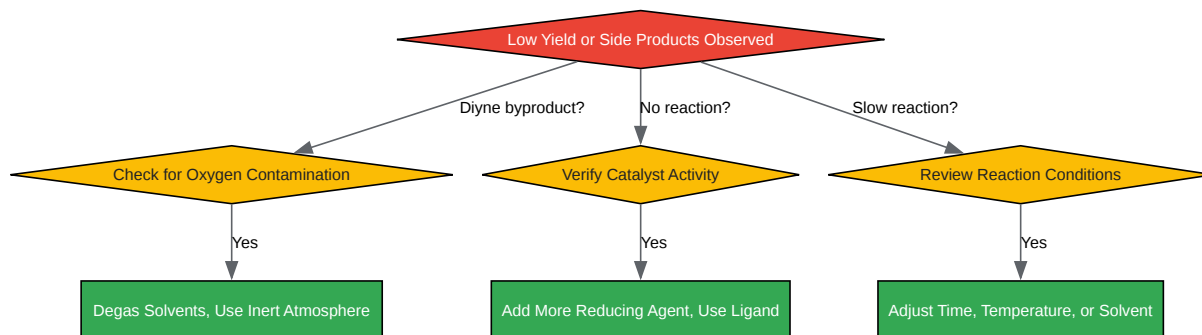 Low Yield or Side Products Observed
Diyne byproduct?
No reaction?
Slow reaction?
Check for Oxygen Contamination
Verify Catalyst Activity
Review Reaction Conditions
Yes
Yes
Yes
Degas Solvents, Use Inert Atmosphere
Add More Reducing Agent, Use Ligand
Adjust Time, Temperature, or Solvent